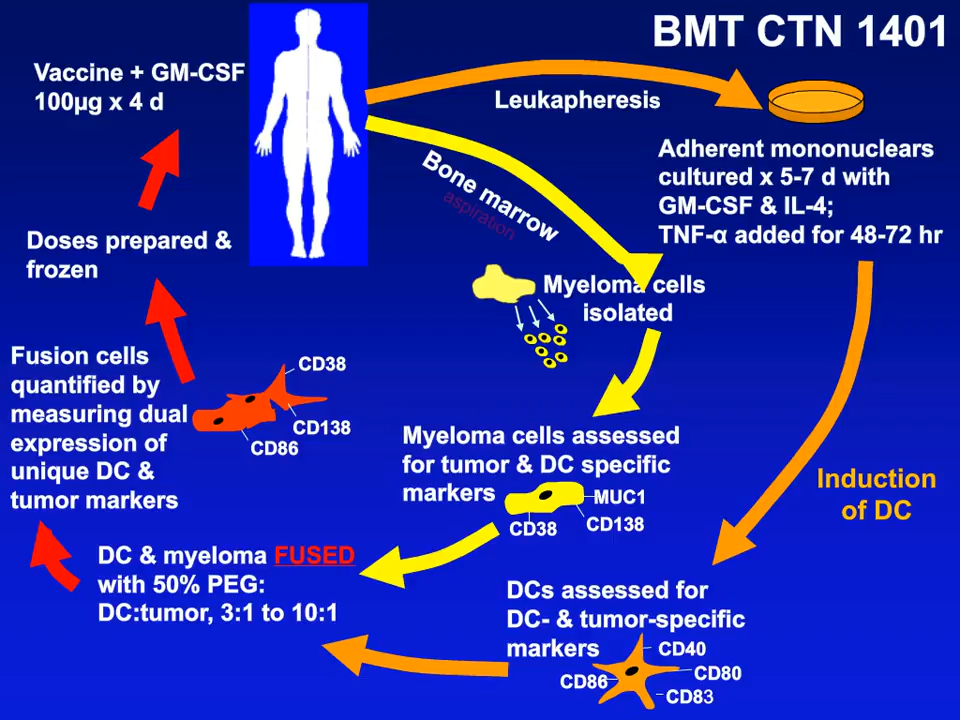 BMT CTN 1401
Vaccine + GM-CSF
100µg x 4 d
Leukapheresis
Adherent mononuclears
cultured x 5-7 d with
GM-CSF & IL-4;
TNF-α added for 48-72 hr
Bone marrow
aspiration
Doses prepared &
frozen
Myeloma cells
isolated
Fusion cells
quantified by
measuring dual
expression of
unique DC &
tumor markers
CD38
CD138
CD86
Myeloma cells assessed
for tumor & DC specific
markers
MUC1
CD38
CD138
Induction
of DC
DC & myeloma FUSED
with 50% PEG:
DC:tumor, 3:1 to 10:1
DCs assessed for
DC- & tumor-specific
markers
CD40
CD80
CD86
CD83